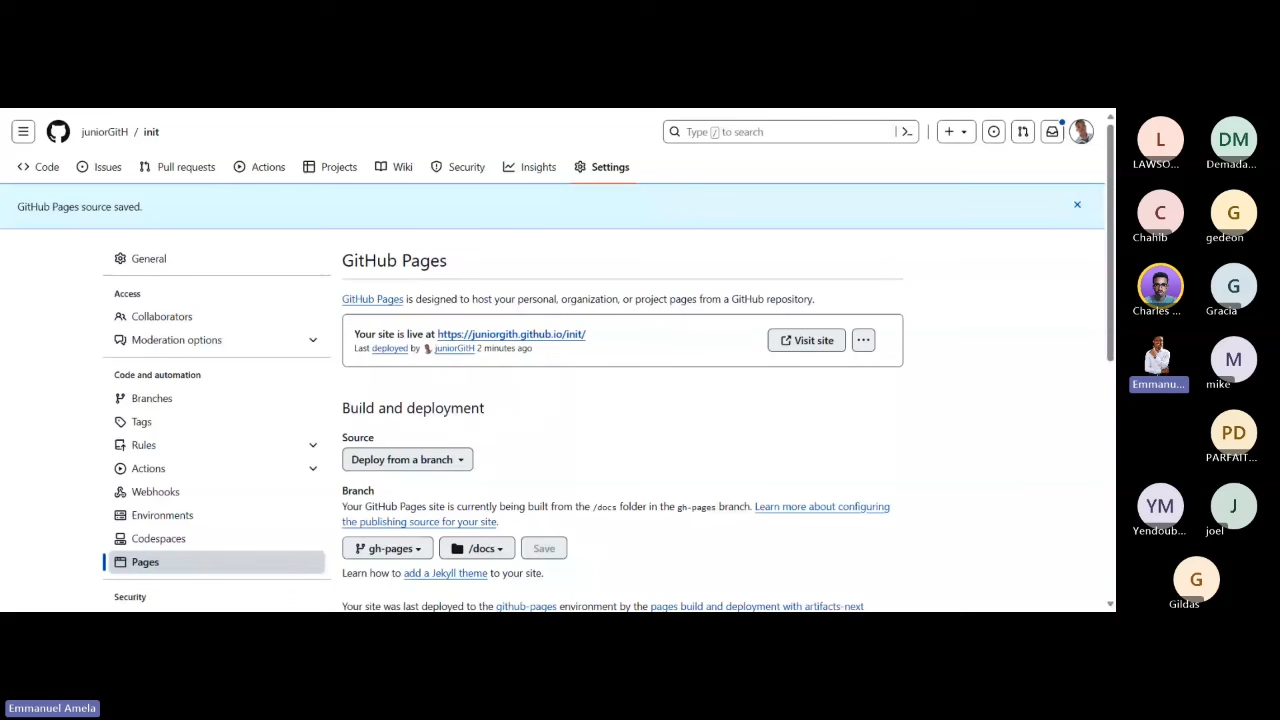 juniorGitH / init
Type / to search
Code
Issues
Pull requests
Actions
Projects
Wiki
Security
Insights
Settings
GitHub Pages source saved.
General
Access
Collaborators
Moderation options
Code and automation
Branches
Tags
Rules
Actions
Webhooks
Environments
Codespaces
Pages
Security
GitHub Pages
GitHub Pages is designed to host your personal, organization, or project pages from a GitHub repository.
Your site is live at https://juniorgith.github.io/init/
Last deployed by juniorGitH 2 minutes ago
Visit site
Build and deployment
Source
Deploy from a branch
Branch
Your GitHub Pages site is currently being built from the /docs folder in the gh-pages branch. Learn more about configuring
the publishing source for your site.
gh-pages
/docs
Save
Learn how to add a Jekyll theme to your site.
Your site was last deployed to the github-pages environment by the pages build and deployment with artifacts-next
L
LAWSO...
DM
Demada...
C
Chahib
G
gedeon
Charles ...
G
Gracia
Emmanu...
M
mike
PD
PARFAIT...
YM
Yendoub...
J
joel
G
Gildas
Emmanuel Amela